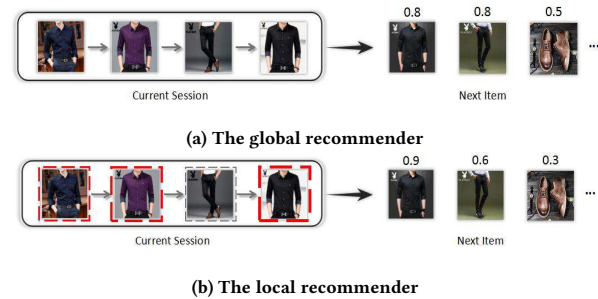 0.8 0.8 0.5
...
Current Session Next Item
(a) The global recommender
0.9 0.6 0.3
...
Current Session Next Item
(b) The local recommender